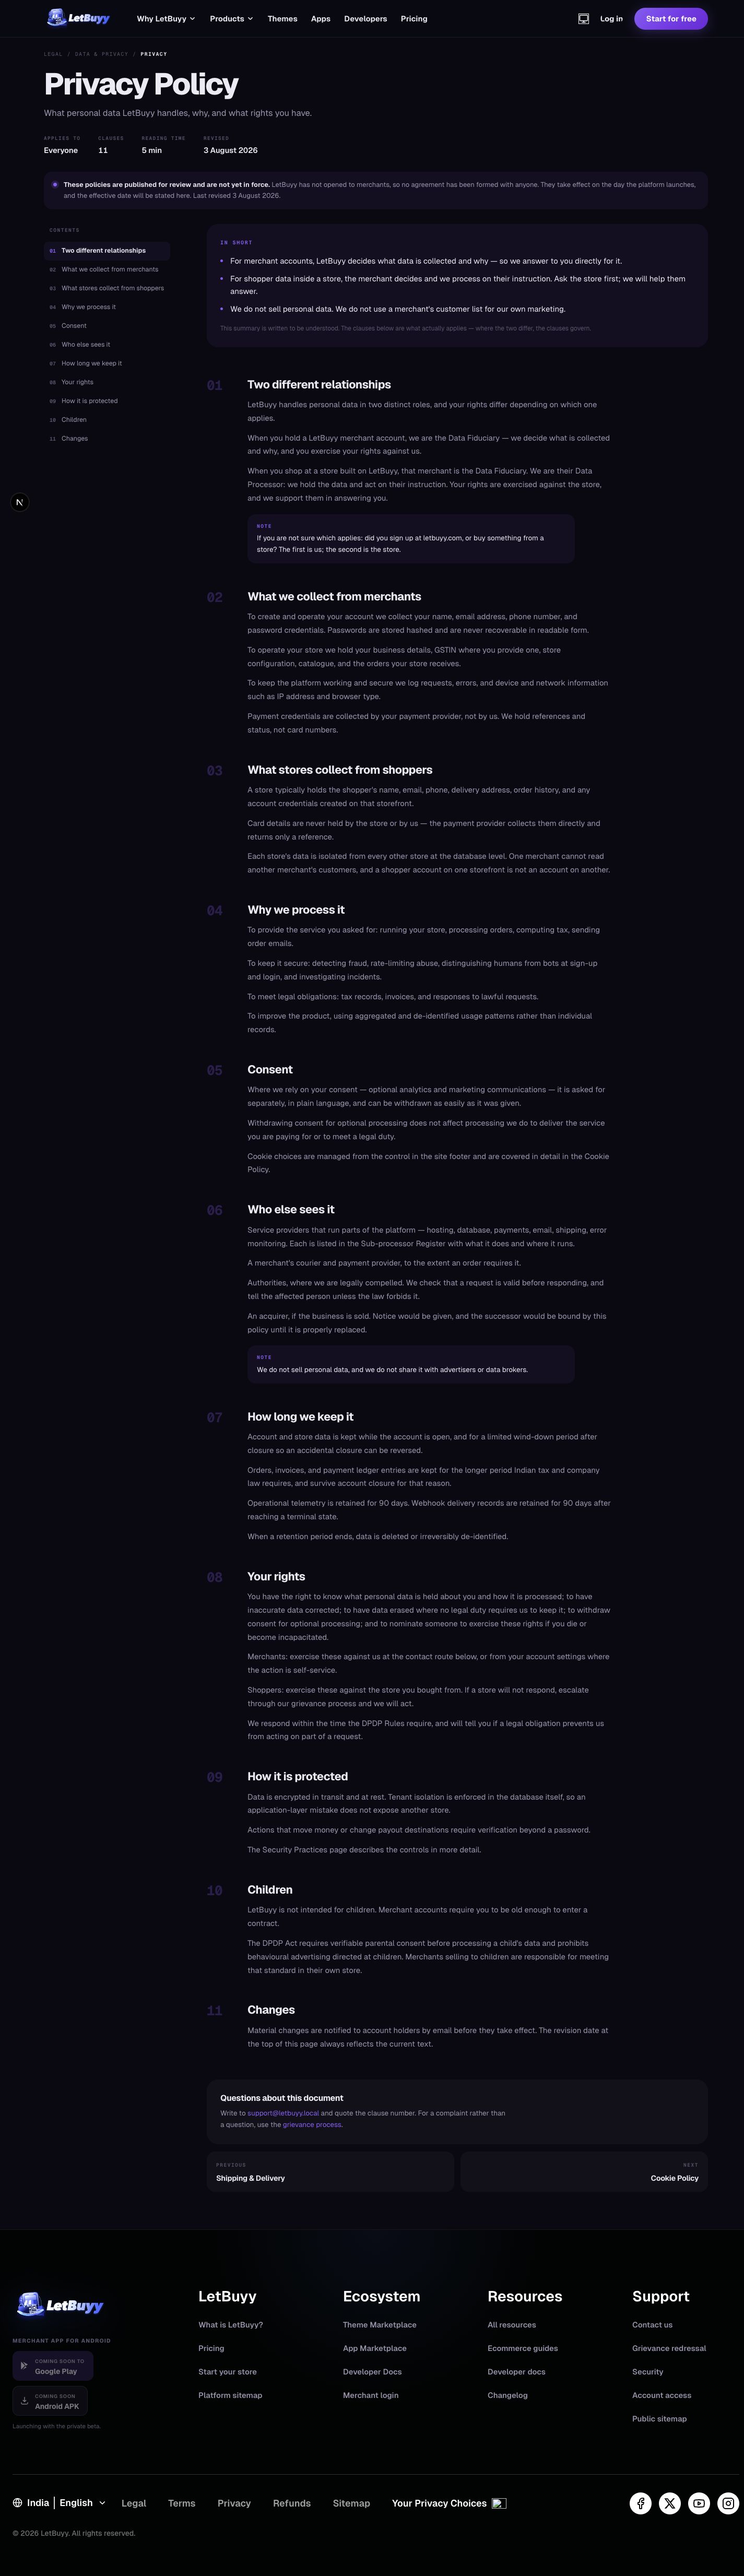 LetBuyy
Why LetBuyy
Products
Themes
Apps
Developers
Pricing
Log in
Start for free
LEGAL / DATA & PRIVACY / PRIVACY
Privacy Policy
What personal data LetBuyy handles, why, and what rights you have.
APPLIES TO
Everyone
CLAUSES
11
READING TIME
5 min
REVISED
3 August 2026
These policies are published for review and are not yet in force. LetBuyy has not opened to merchants, so no agreement has been formed with anyone. They take effect on the day the platform launches,
and the effective date will be stated here. Last revised 3 August 2026.
CONTENTS
01 Two different relationships
02 What we collect from merchants
03 What stores collect from shoppers
04 Why we process it
05 Consent
06 Who else sees it
07 How long we keep it
08 Your rights
09 How it is protected
10 Children
11 Changes
N
IN SHORT
For merchant accounts, LetBuyy decides what data is collected and why — so we answer to you directly for it.
For shopper data inside a store, the merchant decides and we process on their instruction. Ask the store first; we will help them
answer.
We do not sell personal data. We do not use a merchant's customer list for our own marketing.
This summary is written to be understood. The clauses below are what actually applies — where the two differ, the clauses govern.
01
Two different relationships
LetBuyy handles personal data in two distinct roles, and your rights differ depending on which one
applies.
When you hold a LetBuyy merchant account, we are the Data Fiduciary — we decide what is collected
and why, and you exercise your rights against us.
When you shop at a store built on LetBuyy, that merchant is the Data Fiduciary. We are their Data
Processor: we hold the data and act on their instruction. Your rights are exercised against the store,
and we support them in answering you.
NOTE
If you are not sure which applies: did you sign up at letbuyy.com, or buy something from a
store? The first is us; the second is the store.
02
What we collect from merchants
To create and operate your account we collect your name, email address, phone number, and
password credentials. Passwords are stored hashed and are never recoverable in readable form.
To operate your store we hold your business details, GSTIN where you provide one, store
configuration, catalogue, and the orders your store receives.
To keep the platform working and secure we log requests, errors, and device and network information
such as IP address and browser type.
Payment credentials are collected by your payment provider, not by us. We hold references and
status, not card numbers.
03
What stores collect from shoppers
A store typically holds the shopper's name, email, phone, delivery address, order history, and any
account credentials created on that storefront.
Card details are never held by the store or by us — the payment provider collects them directly and
returns only a reference.
Each store's data is isolated from every other store at the database level. One merchant cannot read
another merchant's customers, and a shopper account on one storefront is not an account on another.
04
Why we process it
To provide the service you asked for: running your store, processing orders, computing tax, sending
order emails.
To keep it secure: detecting fraud, rate-limiting abuse, distinguishing humans from bots at sign-up
and login, and investigating incidents.
To meet legal obligations: tax records, invoices, and responses to lawful requests.
To improve the product, using aggregated and de-identified usage patterns rather than individual
records.
05
Consent
Where we rely on your consent — optional analytics and marketing communications — it is asked for
separately, in plain language, and can be withdrawn as easily as it was given.
Withdrawing consent for optional processing does not affect processing we do to deliver the service
you are paying for or to meet a legal duty.
Cookie choices are managed from the control in the site footer and are covered in detail in the Cookie
Policy.
06
Who else sees it
Service providers that run parts of the platform — hosting, database, payments, email, shipping, error
monitoring. Each is listed in the Sub-processor Register with what it does and where it runs.
A merchant's courier and payment provider, to the extent an order requires it.
Authorities, where we are legally compelled. We check that a request is valid before responding, and
tell the affected person unless the law forbids it.
An acquirer, if the business is sold. Notice would be given, and the successor would be bound by this
policy until it is properly replaced.
NOTE
We do not sell personal data, and we do not share it with advertisers or data brokers.
07
How long we keep it
Account and store data is kept while the account is open, and for a limited wind-down period after
closure so an accidental closure can be reversed.
Orders, invoices, and payment ledger entries are kept for the longer period Indian tax and company
law requires, and survive account closure for that reason.
Operational telemetry is retained for 90 days. Webhook delivery records are retained for 90 days after
reaching a terminal state.
When a retention period ends, data is deleted or irreversibly de-identified.
08
Your rights
You have the right to know what personal data is held about you and how it is processed; to have
inaccurate data corrected; to have data erased where no legal duty requires us to keep it; to withdraw
consent for optional processing; and to nominate someone to exercise these rights if you die or
become incapacitated.
Merchants: exercise these against us at the contact route below, or from your account settings where
the action is self-service.
Shoppers: exercise these against the store you bought from. If a store will not respond, escalate
through our grievance process and we will act.
We respond within the time the DPDP Rules require, and will tell you if a legal obligation prevents us
from acting on part of a request.
09
How it is protected
Data is encrypted in transit and at rest. Tenant isolation is enforced in the database itself, so an
application-layer mistake does not expose another store.
Actions that move money or change payout destinations require verification beyond a password.
The Security Practices page describes the controls in more detail.
10
Children
LetBuyy is not intended for children. Merchant accounts require you to be old enough to enter a
contract.
The DPDP Act requires verifiable parental consent before processing a child's data and prohibits
behavioural advertising directed at children. Merchants selling to children are responsible for meeting
that standard in their own store.
11
Changes
Material changes are notified to account holders by email before they take effect. The revision date at
the top of this page always reflects the current text.
Questions about this document
Write to support@letbuyy.local and quote the clause number. For a complaint rather than
a question, use the grievance process.
PREVIOUS
Shipping & Delivery
NEXT
Cookie Policy
LetBuyy
MERCHANT APP FOR ANDROID
COMING SOON TO
Google Play
COMING SOON
Android APK
Launching with the private beta.
LetBuyy
What is LetBuyy?
Pricing
Start your store
Platform sitemap
Ecosystem
Theme Marketplace
App Marketplace
Developer Docs
Merchant login
Resources
All resources
Ecommerce guides
Developer docs
Changelog
Support
Contact us
Grievance redressal
Security
Account access
Public sitemap
India | English
Legal
Terms
Privacy
Refunds
Sitemap
Your Privacy Choices
© 2026 LetBuyy. All rights reserved.